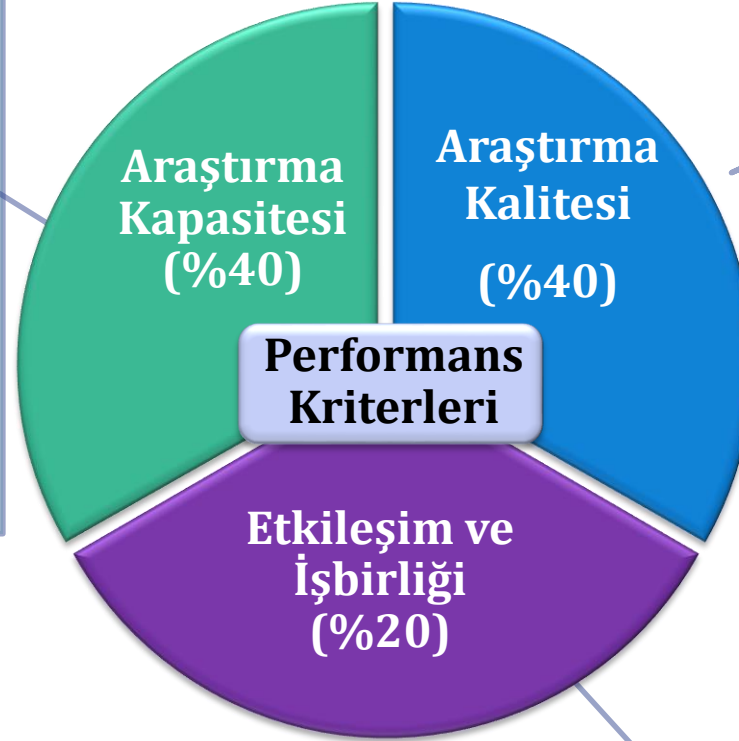 Araştırma
Kapasitesi
(%40)
Araştırma
Kalitesi
(%40)
Performans
Kriterleri
Etkileşim ve
İşbirliği
(%20)